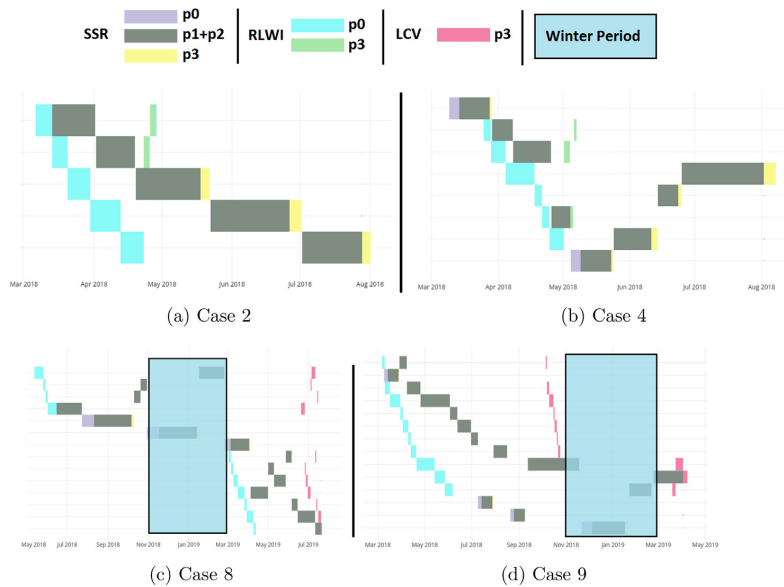 SSR
p0
p1+p2
p3
RLWI
p0
p3
LCV
p3
Winter Period
Mar 2018 Apr 2018 May 2018 Jun 2018 Jul 2018 Aug 2018
Mar 2018 Apr 2018 May 2018 Jun 2018 Jul 2018 Aug 2018
(a) Case 2
(b) Case 4
May 2018 Jul 2018 Sep 2018 Nov 2018 Jan 2019 Mar 2019 May 2019 Jul 2019
Mar 2018 May 2018 Jul 2018 Sep 2018 Nov 2018 Jan 2019 Mar 2019 May 2019
(c) Case 8
(d) Case 9